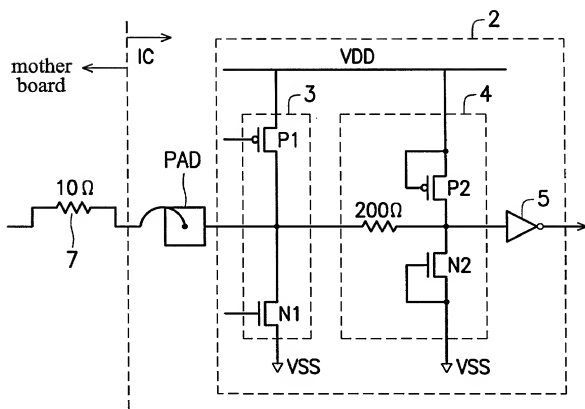 2
IC
mother
board
VDD
3
4
P1
PAD
10Ω
7
200Ω
P2
5
N2
N1
VSS
VSS